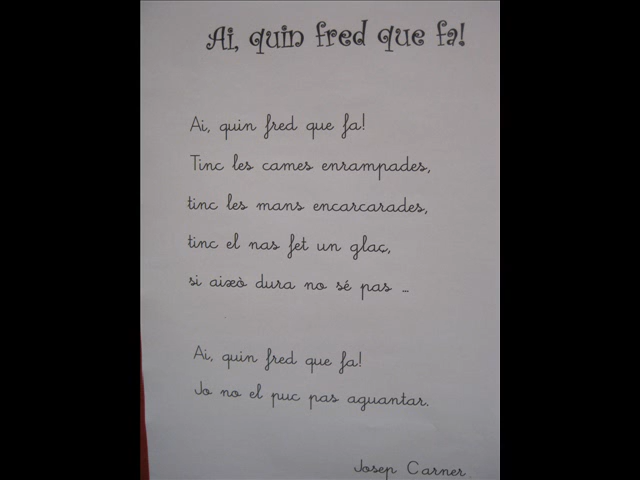 Ai, quin fred que fa!
Ai, quin fred que fa!
Tinc les cames enrampades,
tinc les mans encarcarades,
tinc el nas fet un glaç,
si això dura no sé pas ...
Ai, quin fred que fa!
Jo no el puc pas aguantar.
Josep Carner